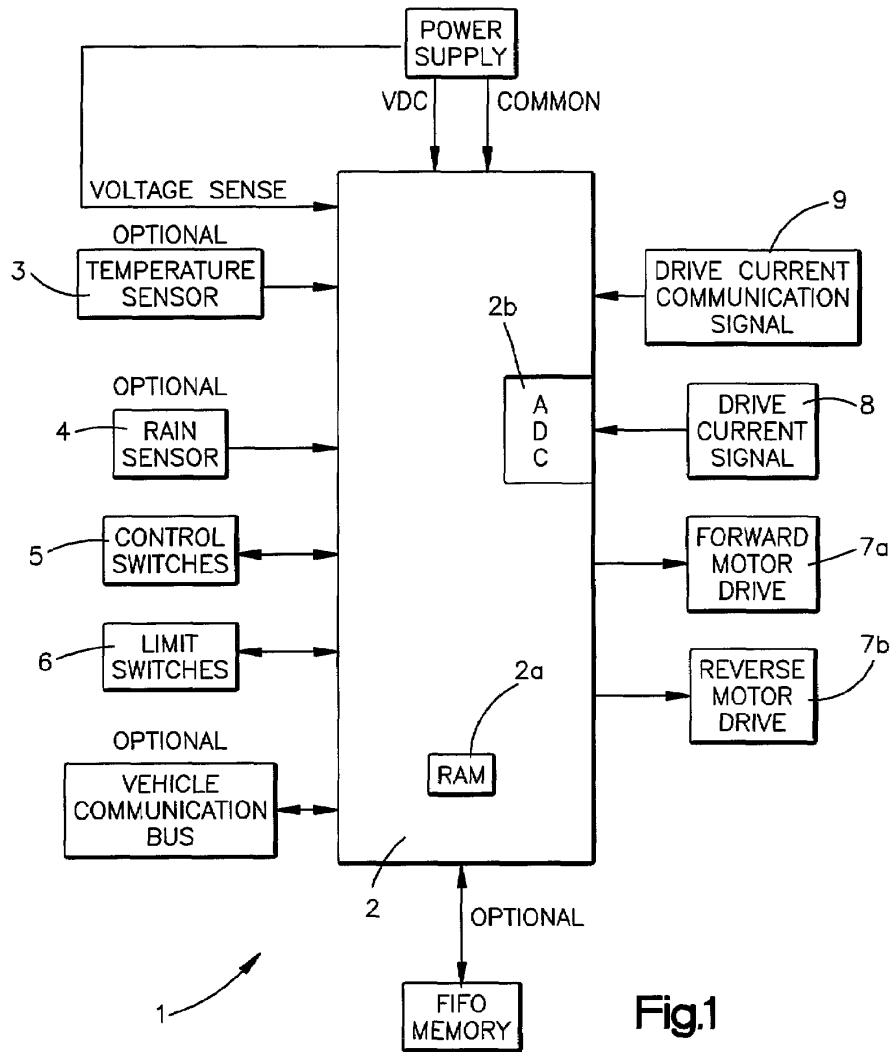 POWER
SUPPLY
VDC
COMMON
VOLTAGE SENSE
OPTIONAL
3
TEMPERATURE
SENSOR
9
DRIVE CURRENT
COMMUNICATION
SIGNAL
2b
A
D
C
OPTIONAL
4
RAIN
SENSOR
DRIVE
CURRENT
SIGNAL
8
5
CONTROL
SWITCHES
FORWARD
MOTOR
DRIVE
7a
6
LIMIT
SWITCHES
2a
RAM
REVERSE
MOTOR
DRIVE
7b
OPTIONAL
VEHICLE
COMMUNICATION
BUS
2
OPTIONAL
1
FIFO
MEMORY
Fig.1